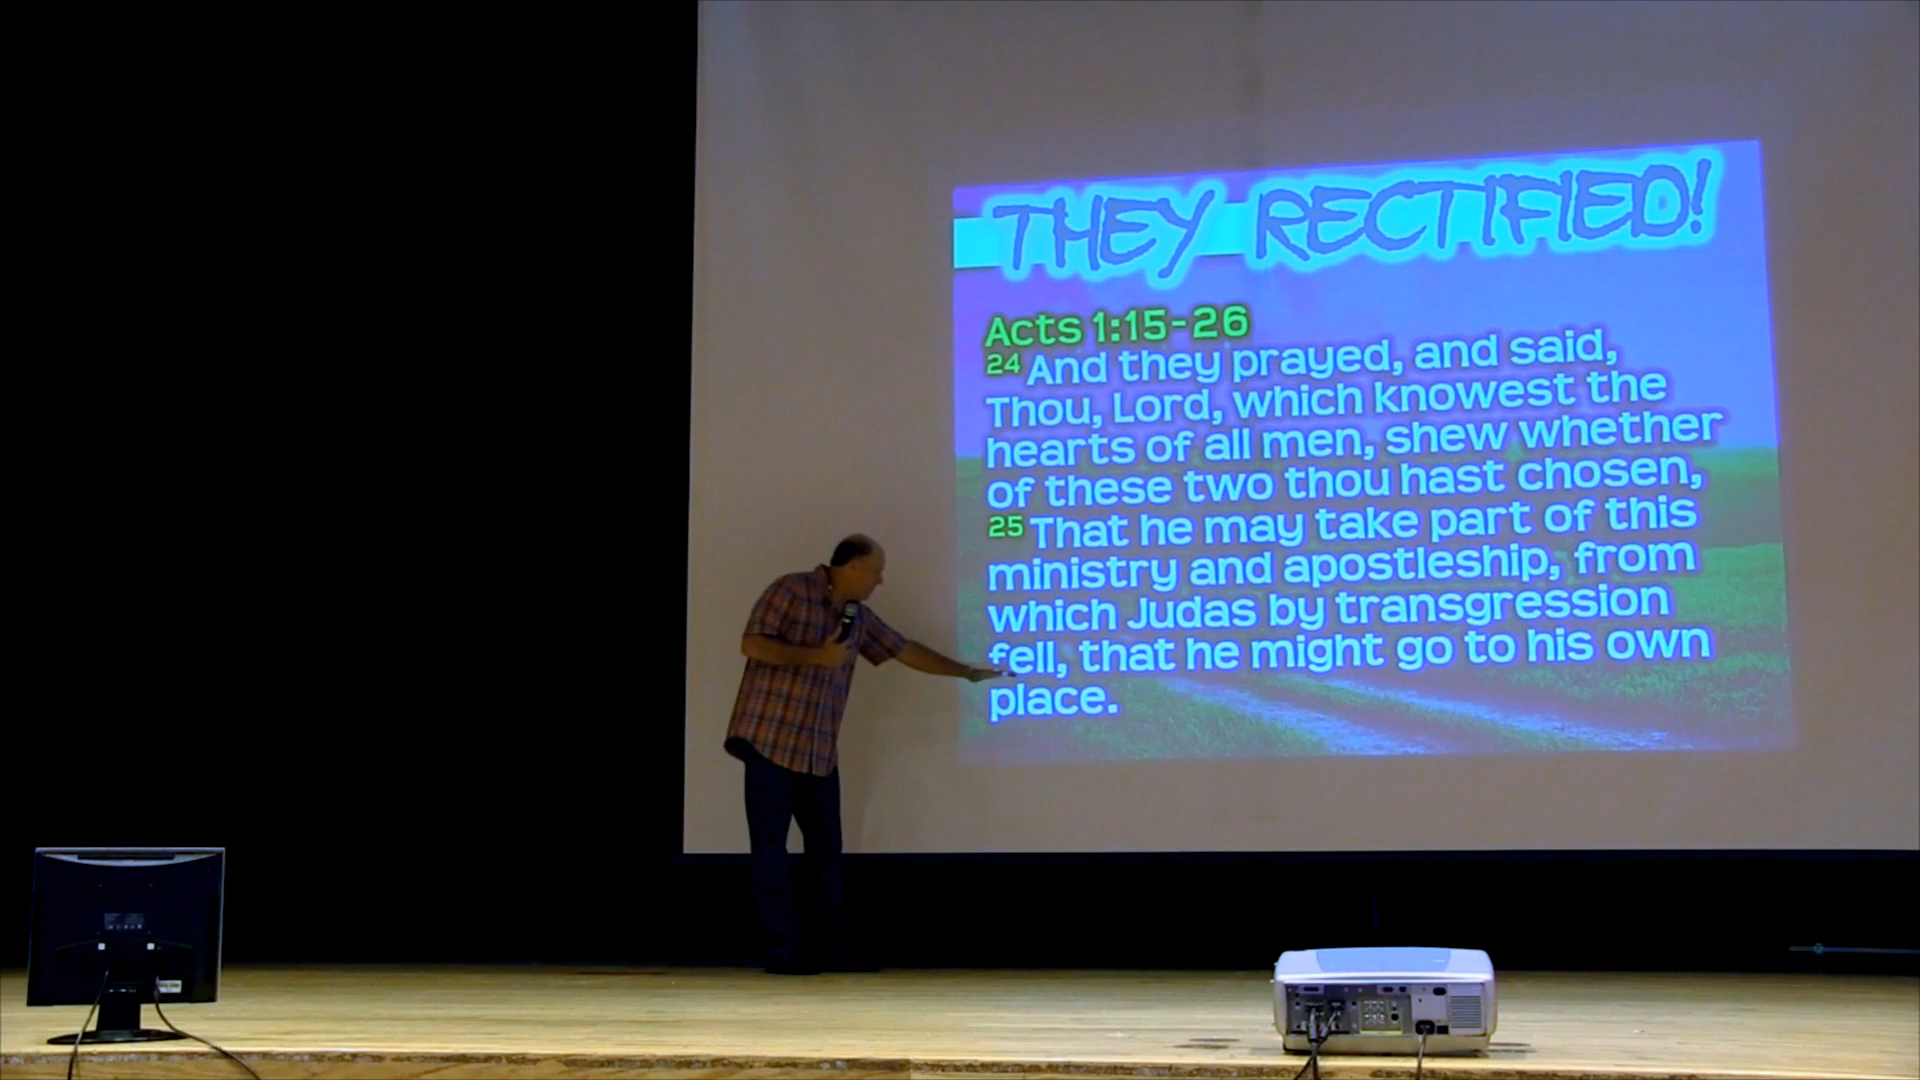 THEY RECTIFIED!
Acts 1:15-26
24 And they prayed, and said,
Thou, Lord, which knowest the
hearts of all men, shew whether
of these two thou hast chosen,
25 That he may take part of this
ministry and apostleship, from
which Judas by transgression
fell, that he might go to his own
place.